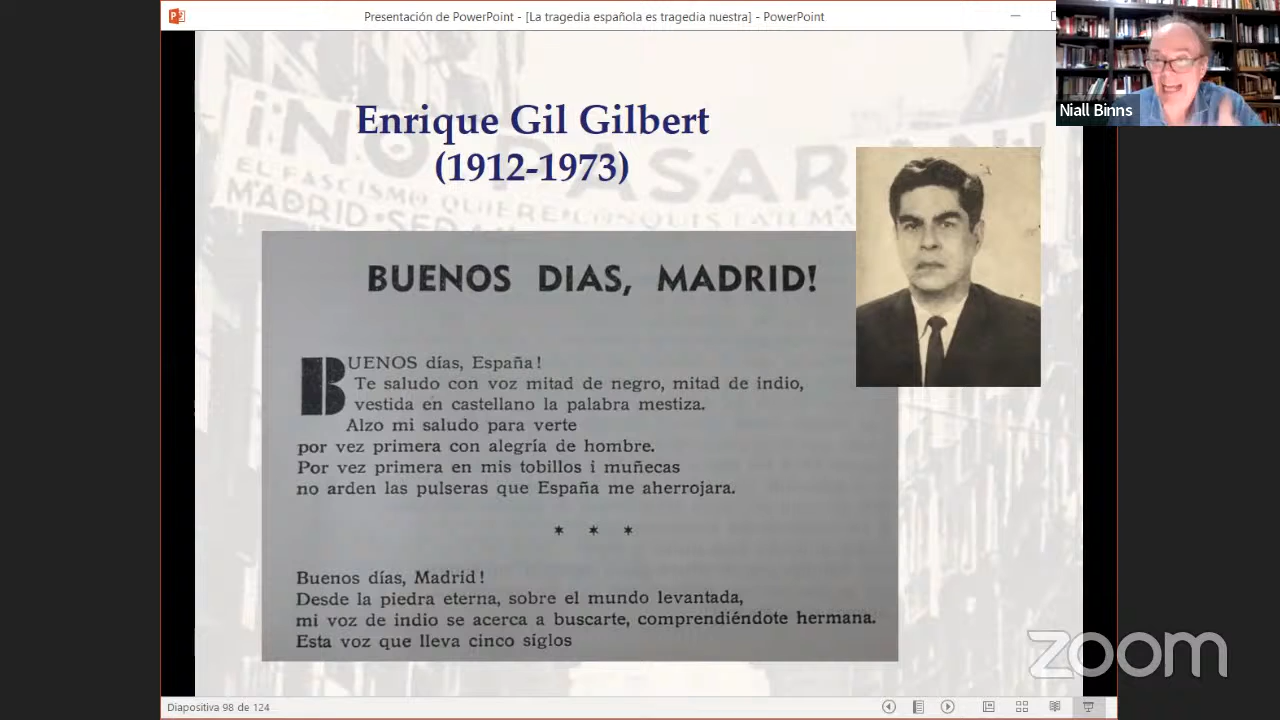 Presentación de PowerPoint - [La tragedia española es tragedia nuestra] - PowerPoint
Niall Binns
Enrique Gil Gilbert
(1912-1973)
¡NO PASARAN!
EL FASCISMO QUIERE CONQUISTAR
MADRID
BUENOS DIAS, MADRID!
BUENOS días, España!
Te saludo con voz mitad de negro, mitad de indio,
vestida en castellano la palabra mestiza.
Alzo mi saludo para verte
por vez primera con alegría de hombre.
Por vez primera en mis tobillos i muñecas
no arden las pulseras que España me aherrojara.
* * *
Buenos días, Madrid!
Desde la piedra eterna, sobre el mundo levantada,
mi voz de indio se acerca a buscarte, comprendiéndote hermana.
Esta voz que lleva cinco siglos
zoom
Diapositiva 98 de 124